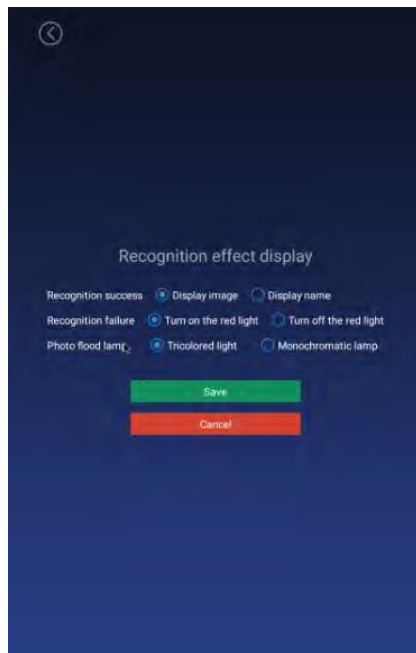 Recognition effect display
Recognition success Display image Display name
Recognition failure Turn on the red light Turn off the red light
Photo flood lamp Tricolored light Monochromatic lamp
Save
Cancel